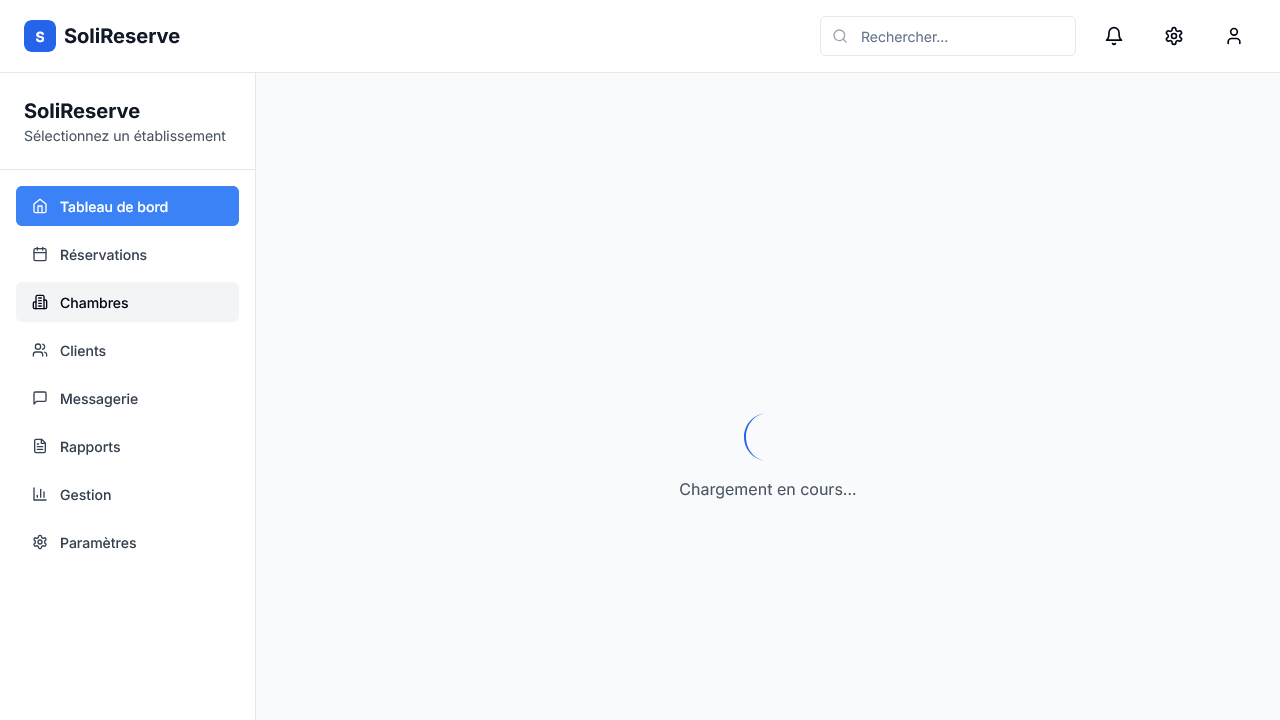 S
SoliReserve
Rechercher...
SoliReserve
Sélectionnez un établissement
Tableau de bord
Réservations
Chambres
Clients
Messagerie
Rapports
Gestion
Paramètres
Chargement en cours...